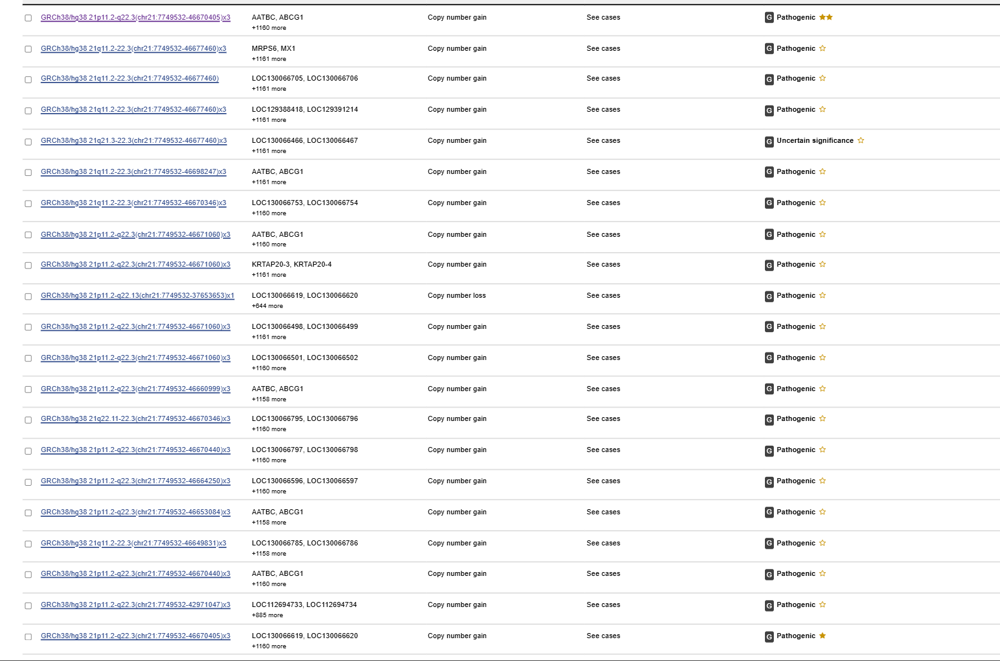 GRCh38/hg38 21p11.2-q22.3(chr21:7749532-46670405)x3 AATBC, ABCG1 Copy number gain See cases G Pathogenic
+1160 more
GRCh38/hg38 21q11.2-22.3(chr21:7749532-46677460)x3 MRPS6, MX1 Copy number gain See cases G Pathogenic
+1161 more
GRCh38/hg38 21q11.2-22.3(chr21:7749532-46677460) LOC130066705, LOC130066706 Copy number gain See cases G Pathogenic
+1161 more
GRCh38/hg38 21q11.2-22.3(chr21:7749532-46677460)x3 LOC129388418, LOC129391214 Copy number gain See cases G Pathogenic
+1161 more
GRCh38/hg38 21q21.3-22.3(chr21:7749532-46677460)x3 LOC130066466, LOC130066467 Copy number gain See cases G Uncertain significance
+1161 more
GRCh38/hg38 21q11.2-22.3(chr21:7749532-46698247)x3 AATBC, ABCG1 Copy number gain See cases G Pathogenic
+1161 more
GRCh38/hg38 21q11.2-22.3(chr21:7749532-46670346)x3 LOC130066753, LOC130066754 Copy number gain See cases G Pathogenic
+1160 more
GRCh38/hg38 21p11.2-q22.3(chr21:7749532-46671060)x3 AATBC, ABCG1 Copy number gain See cases G Pathogenic
+1160 more
GRCh38/hg38 21p11.2-q22.3(chr21:7749532-46671060)x3 KRTAP20-3, KRTAP20-4 Copy number gain See cases G Pathogenic
+1161 more
GRCh38/hg38 21p11.2-q22.13(chr21:7749532-37653653)x1 LOC130066619, LOC130066620 Copy number loss See cases G Pathogenic
+644 more
GRCh38/hg38 21p11.2-q22.3(chr21:7749532-46671060)x3 LOC130066498, LOC130066499 Copy number gain See cases G Pathogenic
+1161 more
GRCh38/hg38 21p11.2-q22.3(chr21:7749532-46671060)x3 LOC130066501, LOC130066502 Copy number gain See cases G Pathogenic
+1160 more
GRCh38/hg38 21p11.2-q22.3(chr21:7749532-46660999)x3 AATBC, ABCG1 Copy number gain See cases G Pathogenic
+1158 more
GRCh38/hg38 21q22.11-22.3(chr21:7749532-46670346)x3 LOC130066795, LOC130066796 Copy number gain See cases G Pathogenic
+1160 more
GRCh38/hg38 21p11.2-q22.3(chr21:7749532-46670440)x3 LOC130066797, LOC130066798 Copy number gain See cases G Pathogenic
+1160 more
GRCh38/hg38 21p11.2-q22.3(chr21:7749532-46664250)x3 LOC130066596, LOC130066597 Copy number gain See cases G Pathogenic
+1160 more
GRCh38/hg38 21p11.2-q22.3(chr21:7749532-46653084)x3 AATBC, ABCG1 Copy number gain See cases G Pathogenic
+1158 more
GRCh38/hg38 21q11.2-22.3(chr21:7749532-46649831)x3 LOC130066785, LOC130066786 Copy number gain See cases G Pathogenic
+1158 more
GRCh38/hg38 21p11.2-q22.3(chr21:7749532-46670440)x3 AATBC, ABCG1 Copy number gain See cases G Pathogenic
+1160 more
GRCh38/hg38 21p11.2-q22.3(chr21:7749532-42971047)x3 LOC112694733, LOC112694734 Copy number gain See cases G Pathogenic
+885 more
GRCh38/hg38 21p11.2-q22.3(chr21:7749532-46670405)x3 LOC130066619, LOC130066620 Copy number gain See cases G Pathogenic
+1160 more